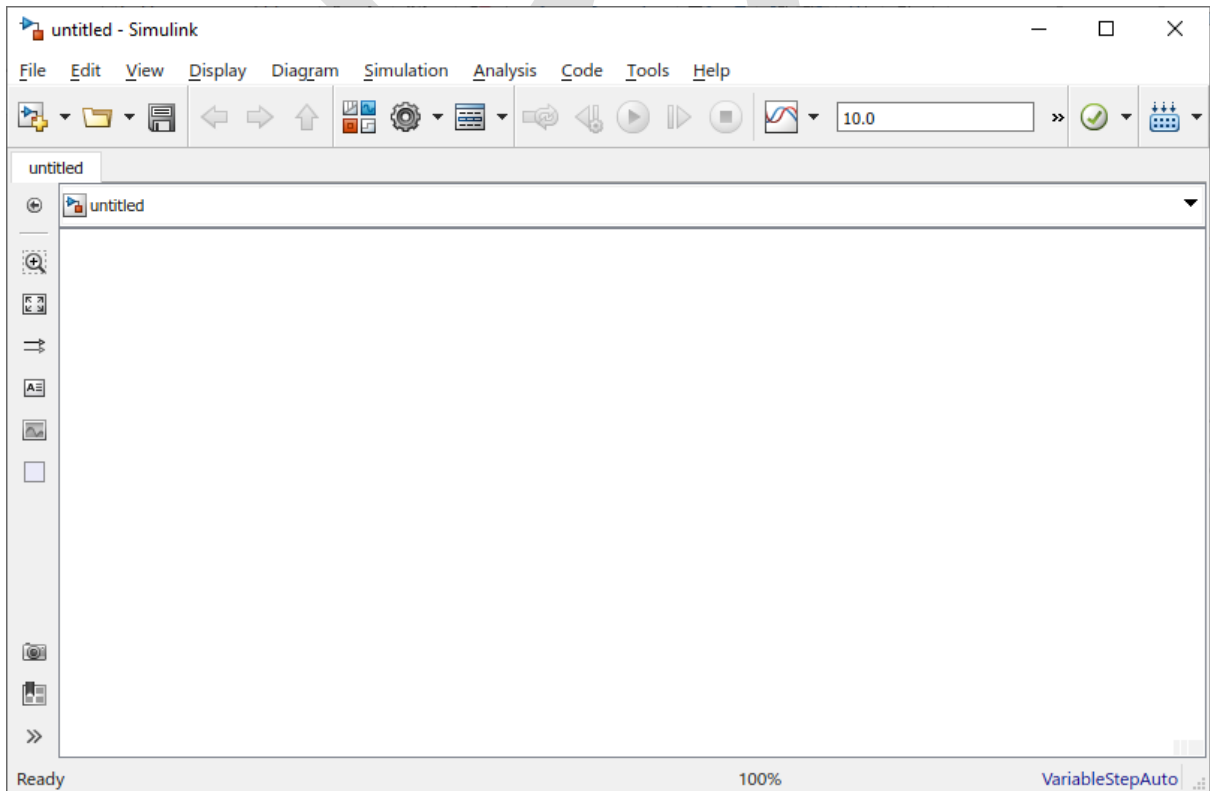 untitled - Simulink
File Edit View Display Diagram Simulation Analysis Code Tools Help
10.0 »
untitled
untitled
Ready 100% VariableStepAuto